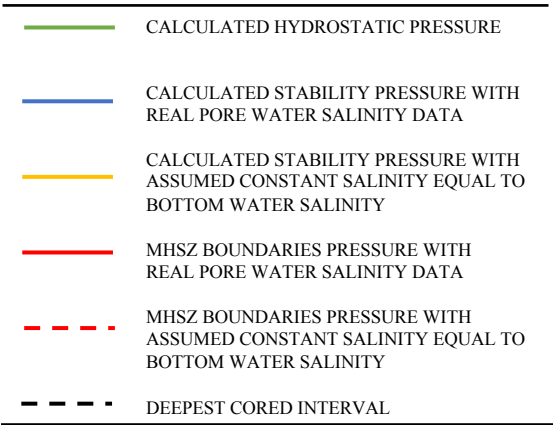 CALCULATED HYDROSTATIC PRESSURE
CALCULATED STABILITY PRESSURE WITH
REAL PORE WATER SALINITY DATA
CALCULATED STABILITY PRESSURE WITH
ASSUMED CONSTANT SALINITY EQUAL TO
BOTTOM WATER SALINITY
MHSZ BOUNDARIES PRESSURE WITH
REAL PORE WATER SALINITY DATA
MHSZ BOUNDARIES PRESSURE WITH
ASSUMED CONSTANT SALINITY EQUAL TO
BOTTOM WATER SALINITY
DEEPEST CORED INTERVAL